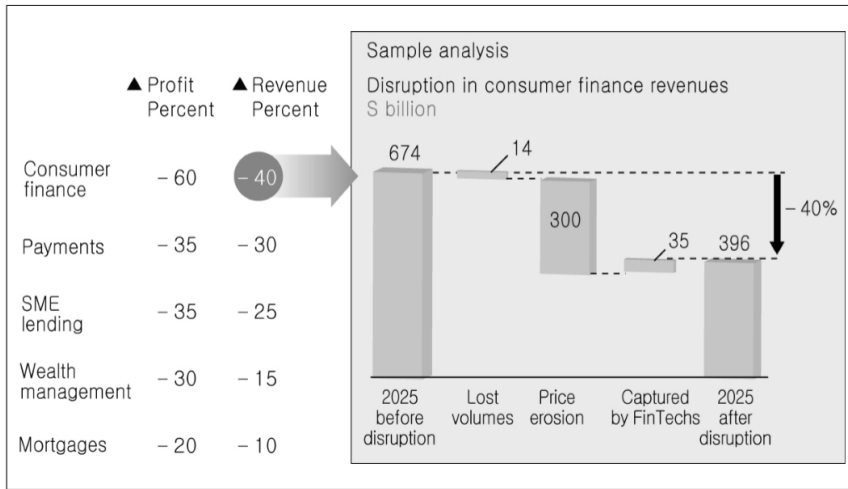 ▲ Profit
Percent
▲ Revenue
Percent
Consumer
finance
– 60
– 40
Payments
– 35
– 30
SME
lending
– 35
– 25
Wealth
management
– 30
– 15
Mortgages
– 20
– 10
Sample analysis
Disruption in consumer finance revenues
S billion
674
14
300
35
396
– 40%
2025
before
disruption
Lost
volumes
Price
erosion
Captured
by FinTechs
2025
after
disruption